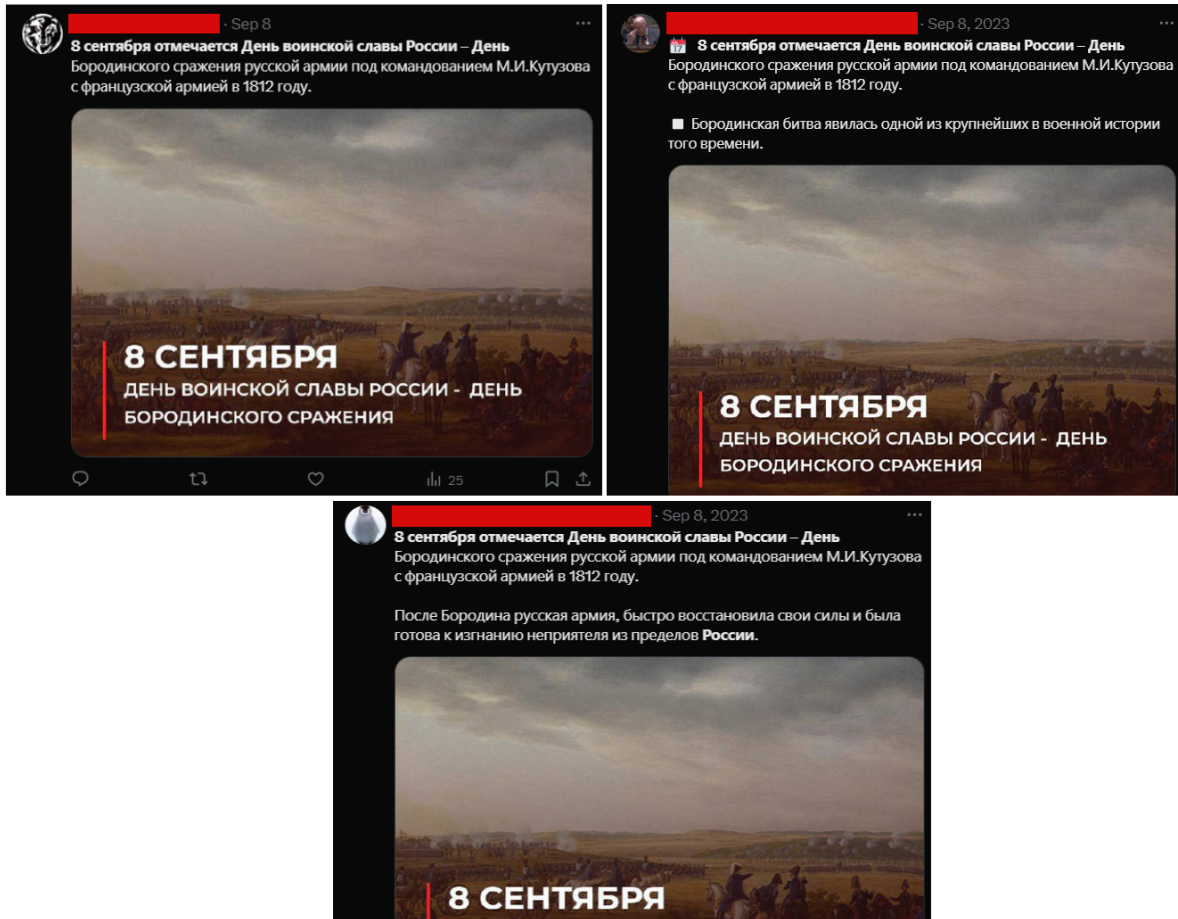 · Sep 8
8 сентября отмечается День воинской славы России – День
Бородинского сражения русской армии под командованием М.И.Кутузова
с французской армией в 1812 году.
8 СЕНТЯБРЯ
ДЕНЬ ВОИНСКОЙ СЛАВЫ РОССИИ - ДЕНЬ
БОРОДИНСКОГО СРАЖЕНИЯ
25
· Sep 8, 2023
17 8 сентября отмечается День воинской славы России – День
Бородинского сражения русской армии под командованием М.И.Кутузова
с французской армией в 1812 году.
Бородинская битва явилась одной из крупнейших в военной истории
того времени.
8 СЕНТЯБРЯ
ДЕНЬ ВОИНСКОЙ СЛАВЫ РОССИИ - ДЕНЬ
БОРОДИНСКОГО СРАЖЕНИЯ
· Sep 8, 2023
8 сентября отмечается День воинской славы России – День
Бородинского сражения русской армии под командованием М.И.Кутузова
с французской армией в 1812 году.
После Бородина русская армия, быстро восстановила свои силы и была
готова к изгнанию неприятеля из пределов России.
8 СЕНТЯБРЯ